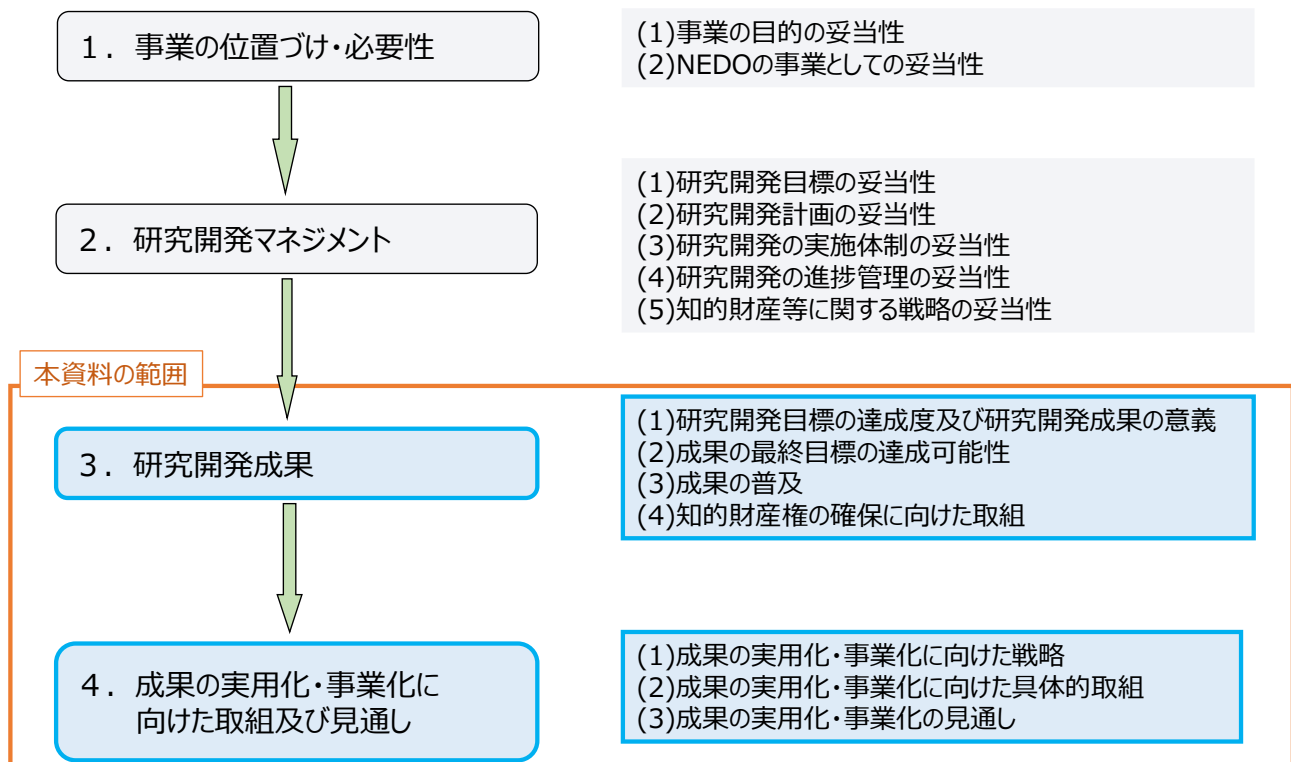 1. 事業の位置づけ・必要性
(1)事業の目的の妥当性
(2)NEDOの事業としての妥当性
2. 研究開発マネジメント
(1)研究開発目標の妥当性
(2)研究開発計画の妥当性
(3)研究開発の実施体制の妥当性
(4)研究開発の進捗管理の妥当性
(5)知的財産等に関する戦略の妥当性
本資料の範囲
3. 研究開発成果
(1)研究開発目標の達成度及び研究開発成果の意義
(2)成果の最終目標の達成可能性
(3)成果の普及
(4)知的財産権の確保に向けた取組
4. 成果の実用化・事業化に
向けた取組及び見通し
(1)成果の実用化・事業化に向けた戦略
(2)成果の実用化・事業化に向けた具体的取組
(3)成果の実用化・事業化の見通し